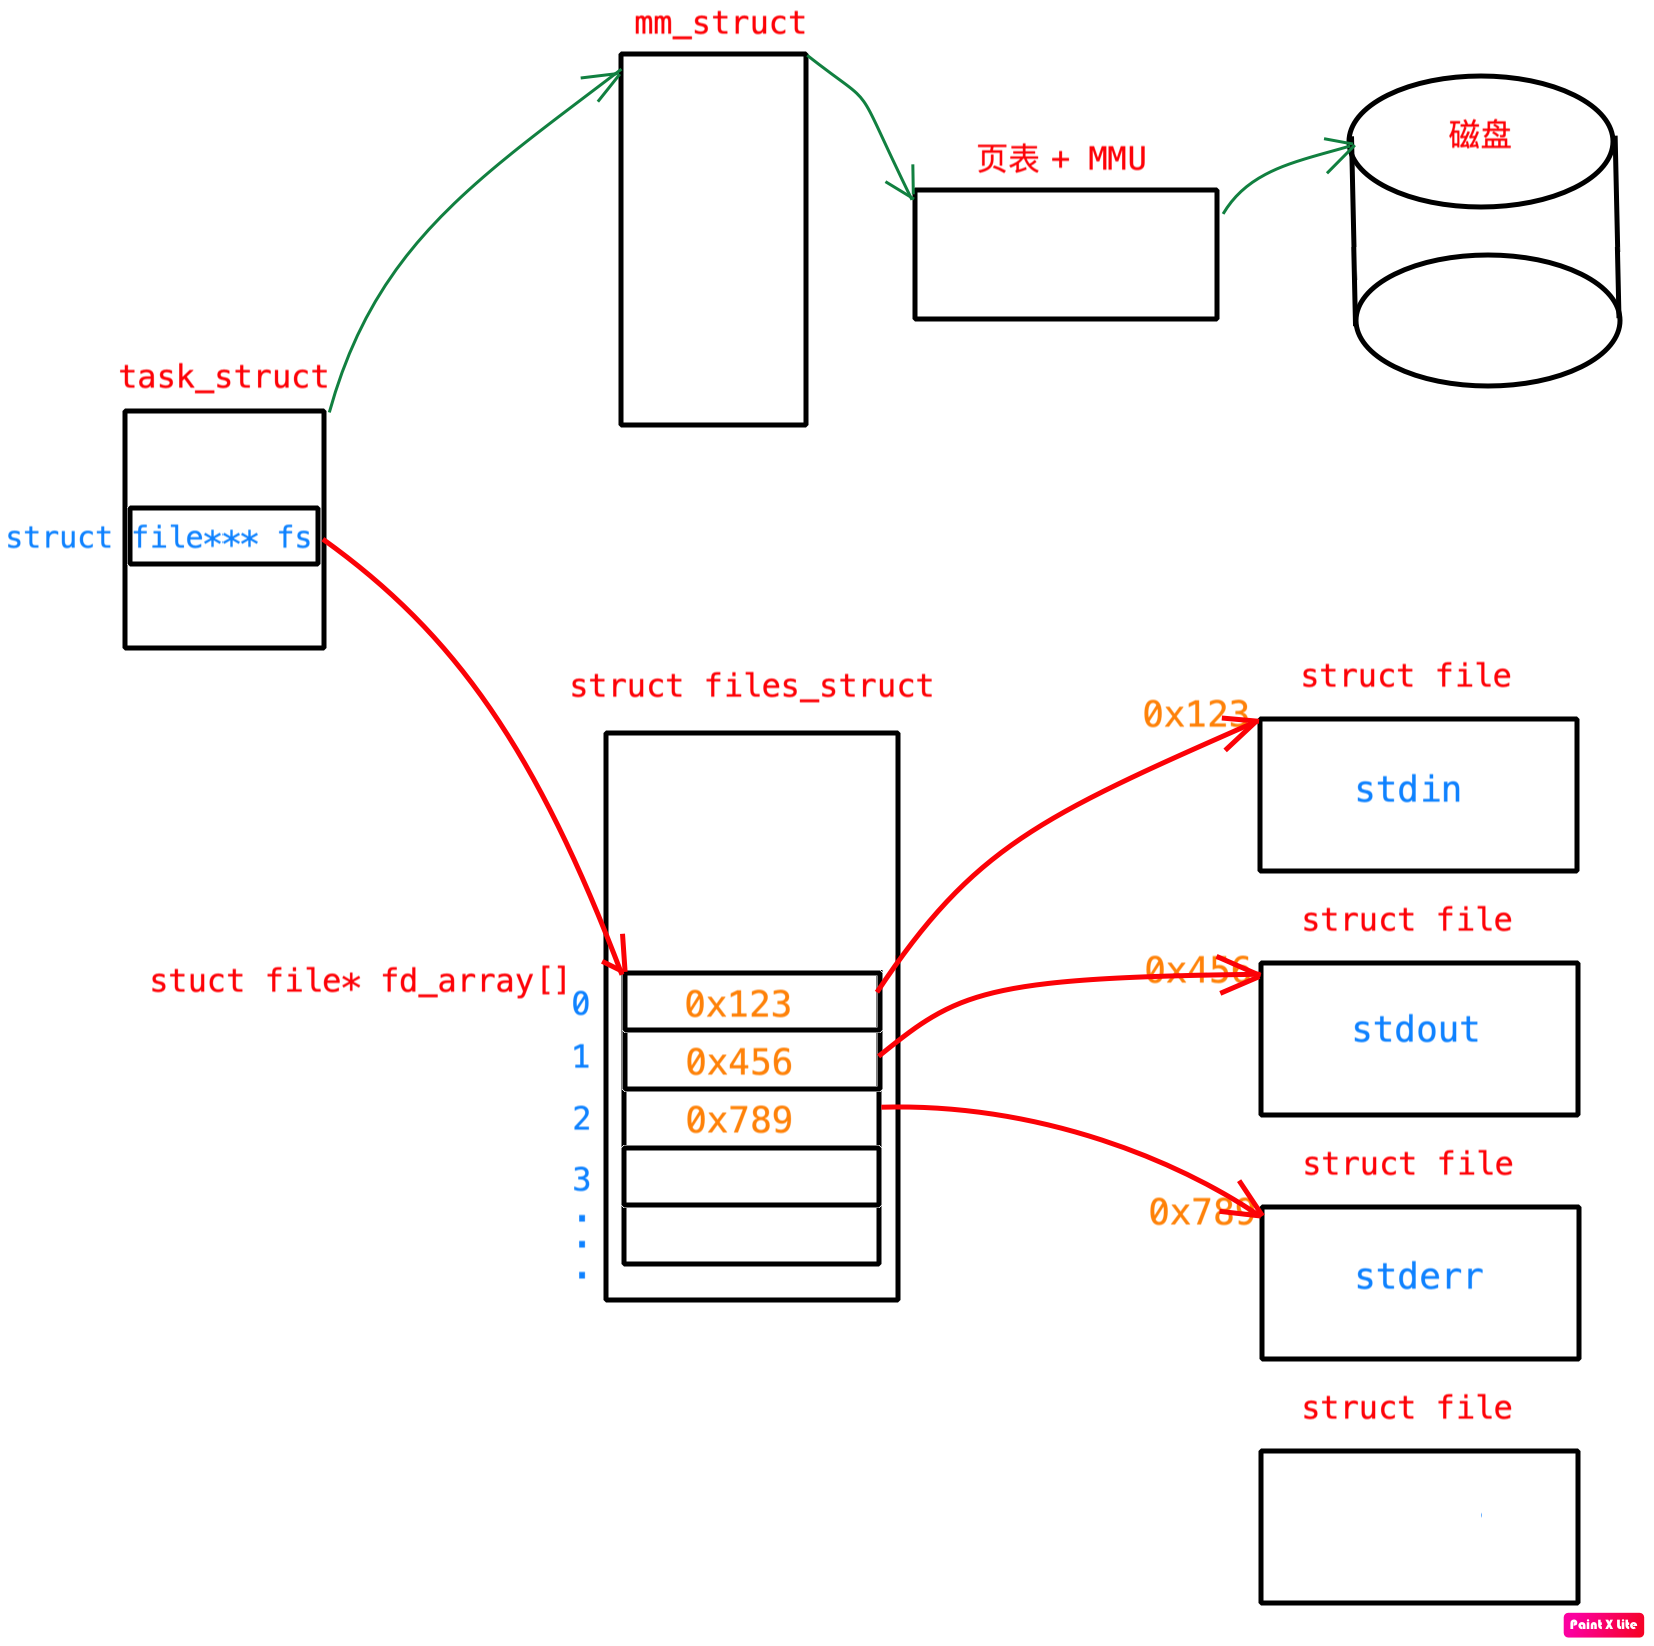 mm_struct
页表 + MMU
磁盘
task_struct
struct file*** fs
struct files_struct
struct file
0x123
stdin
struct file
0x456
stdout
stuct file* fd_array[]
0 0x123
1 0x456
2 0x789
3
.
.
.
struct file
0x789
stderr
struct file
Paint X Lite